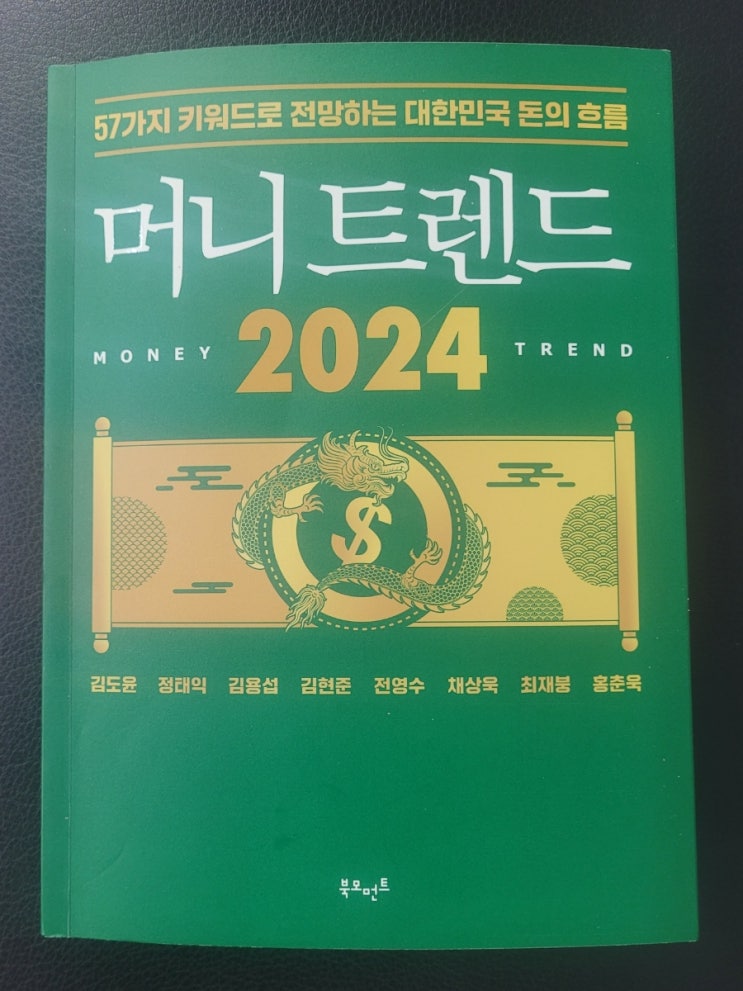 57가지 키워드로 전망하는 대한민국 돈의 흐름
머니 트렌드
MONEY 2024 TREND
$
김도윤 정태익 김용섭 김현준 전영수 채상욱 최재붕 홍춘욱
북모먼트